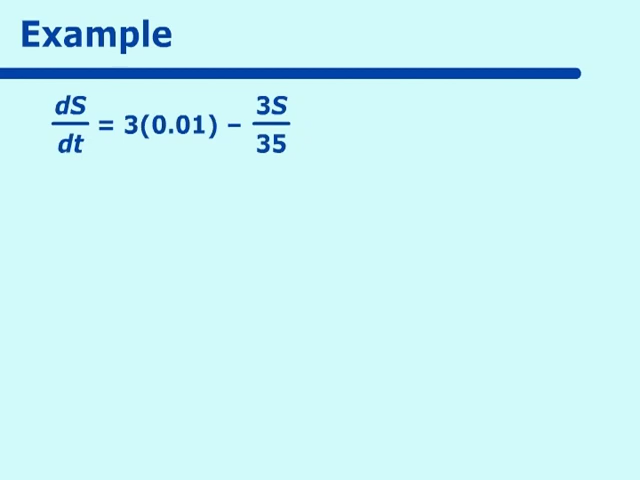 Example
dS/dt = 3(0.01) – 3S/35